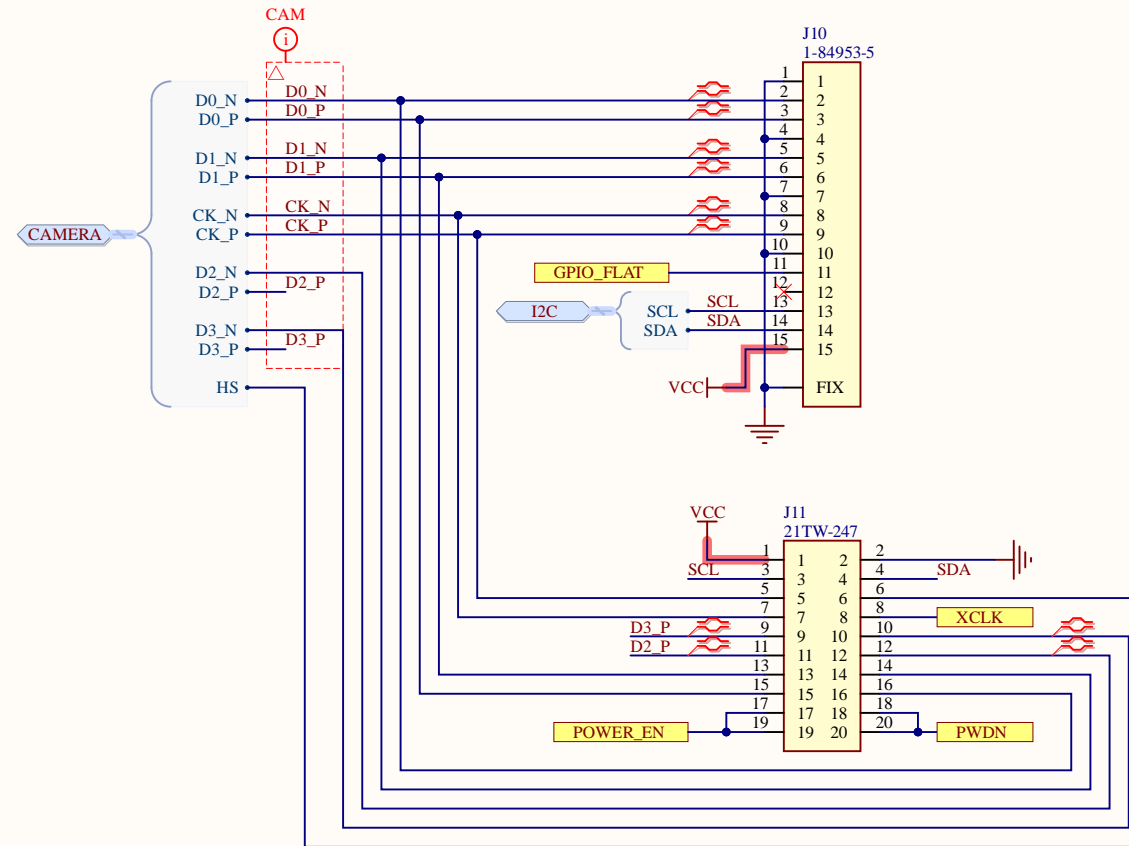 CAM
i
J10
1-84953-5
CAMERA
D0_N
D0_P
D1_N
D1_P
CK_N
CK_P
D2_N
D2_P
D3_N
D3_P
HS
D0_N
D0_P
D1_N
D1_P
CK_N
CK_P
D2_P
D3_P
1 1
2 2
3 3
4 4
5 5
6 6
7 7
8 8
9 9
10 10
11 11
12 12
13 13
14 14
15 15
FIX
GPIO_FLAT
I2C
SCL
SDA
SCL
SDA
VCC
VCC
J11
21TW-247
1 1 2 2
SCL 3 3 4 4 SDA
5 5 6 6
7 7 8 8 XCLK
D3_P 9 9 10 10
D2_P 11 11 12 12
13 13 14 14
15 15 16 16
17 17 18 18
POWER_EN 19 19 20 20 PWDN